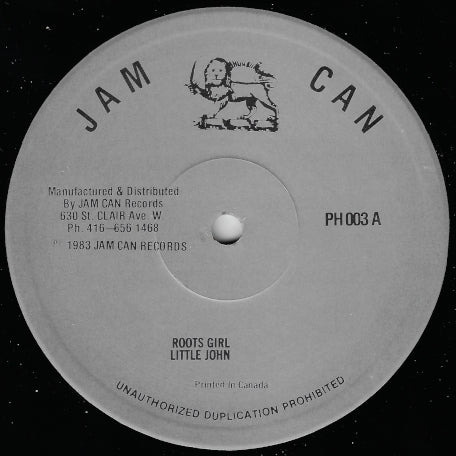 JAM CAN
Manufactured & Distributed
By JAM CAN Records
630 St. CLAIR Ave. W.
Ph. 416-656 1468
℗ 1983 JAM CAN RECORDS
PH 003 A
ROOTS GIRL
LITTLE JOHN
Printed In Canada
UNAUTHORIZED DUPLICATION PROHIBITED